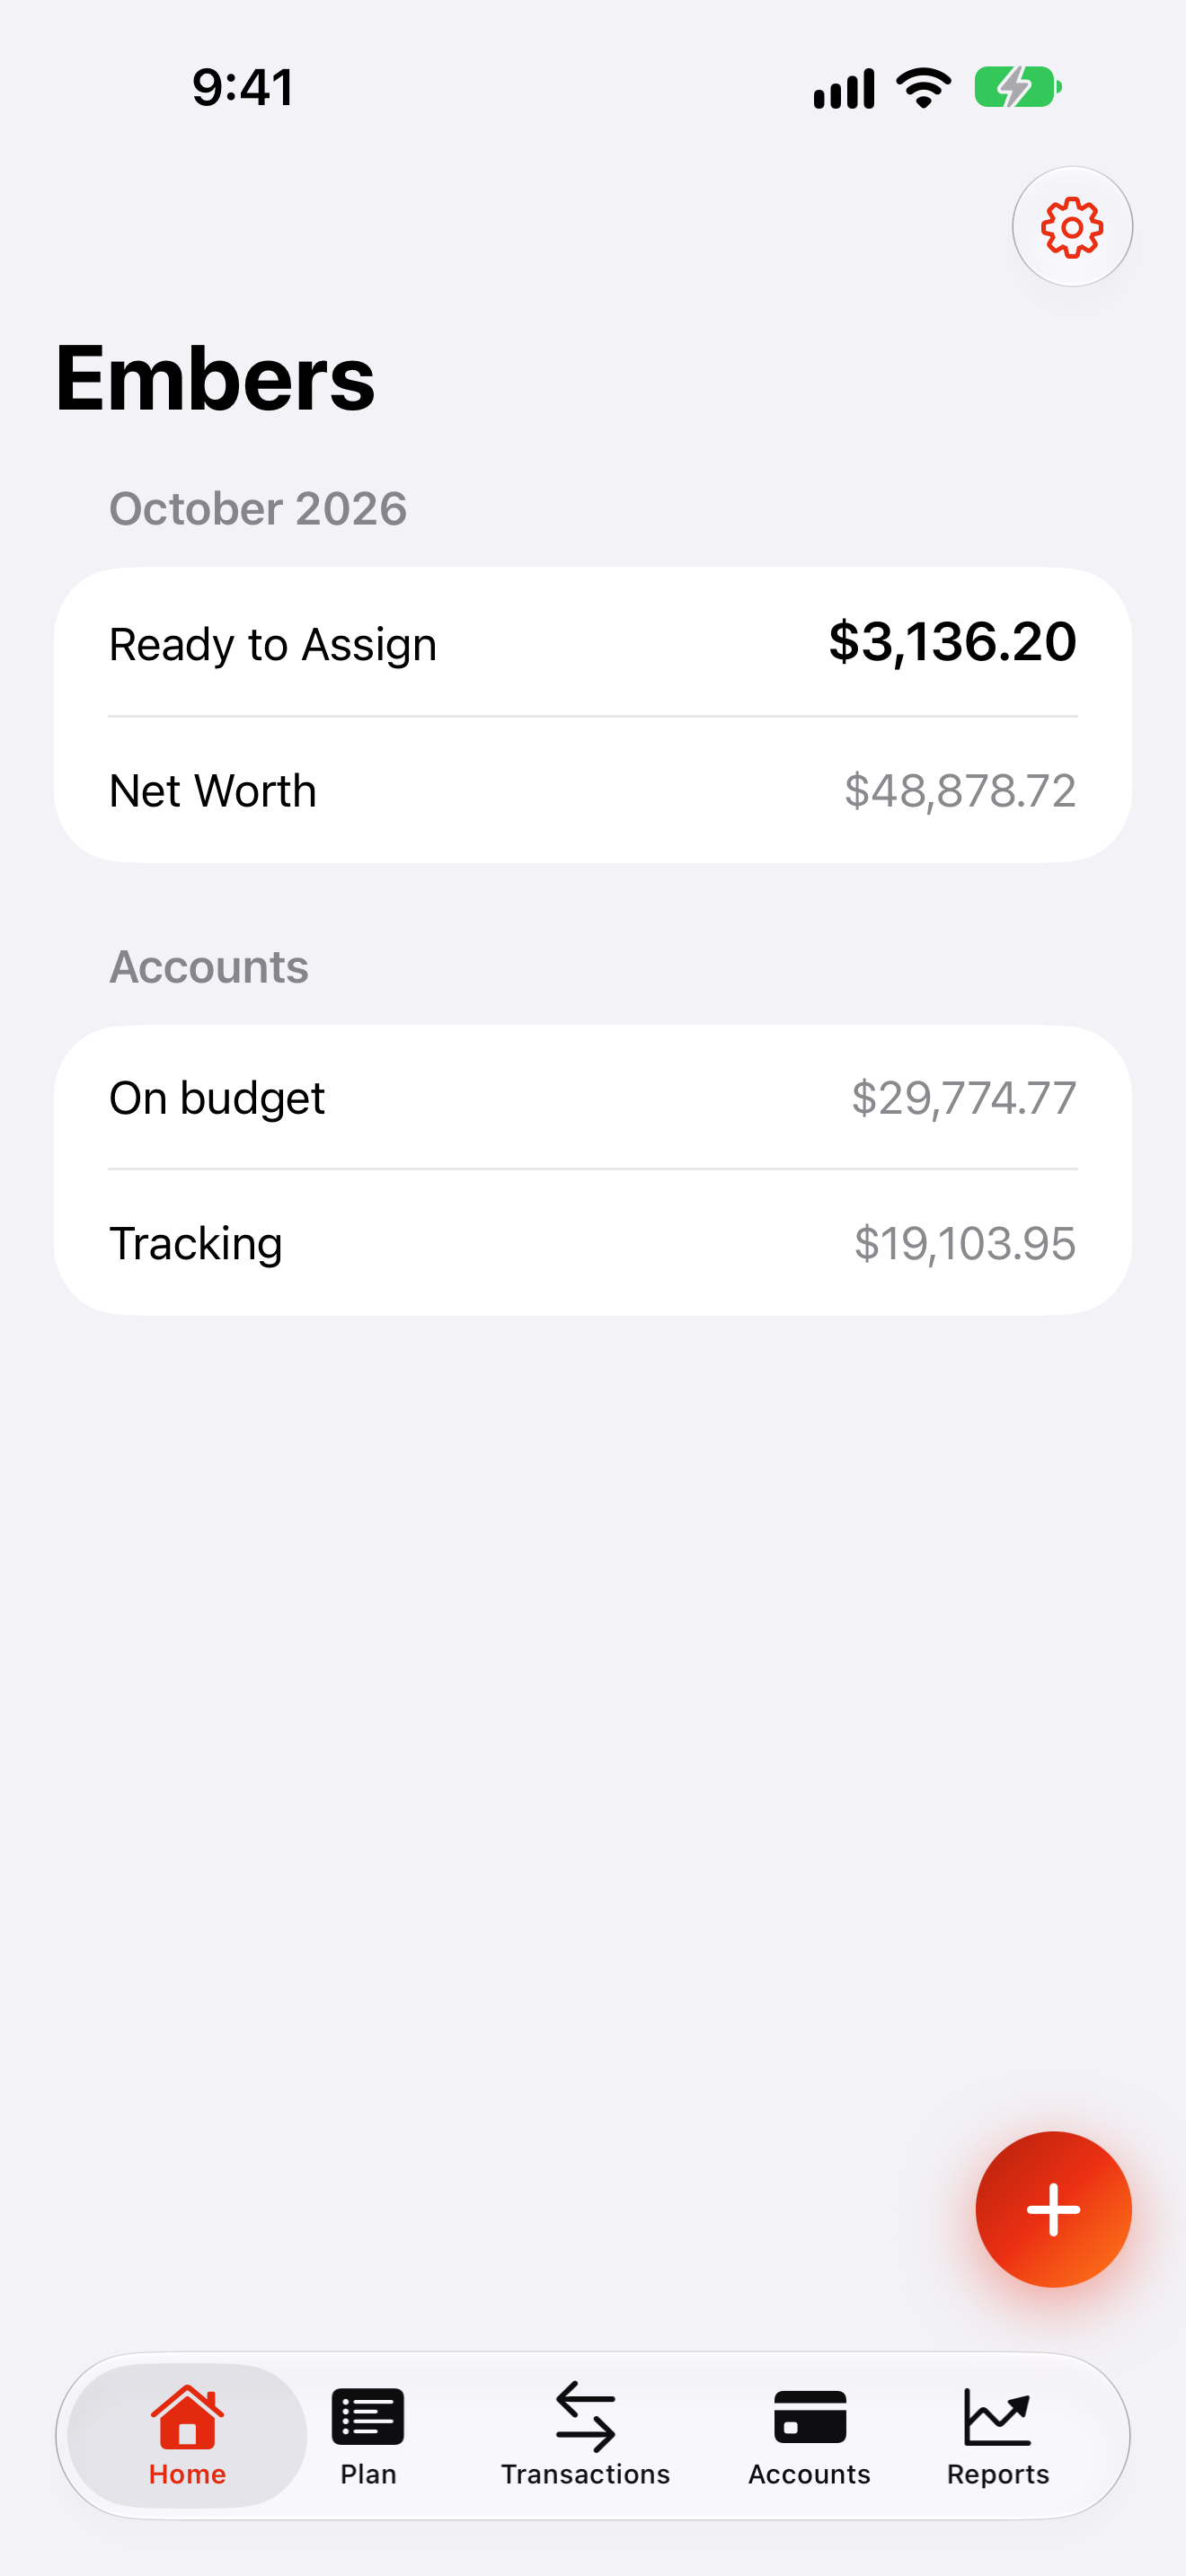 9:41
Embers
October 2026
Ready to Assign $3,136.20
Net Worth $48,878.72
Accounts
On budget $29,774.77
Tracking $19,103.95
Home Plan Transactions Accounts Reports